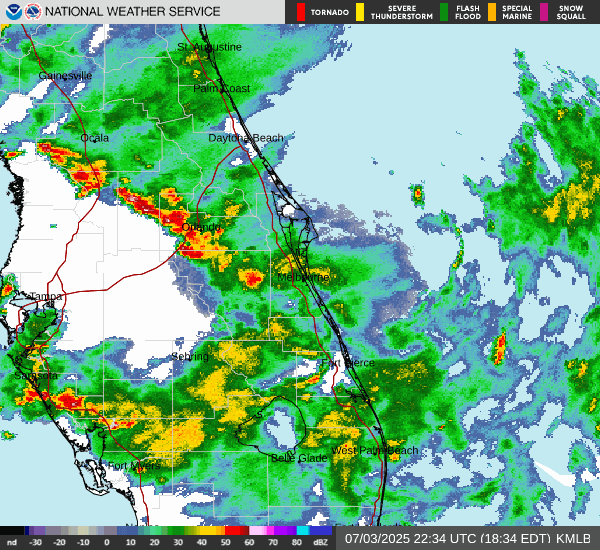 NATIONAL WEATHER SERVICE
TORNADO
SEVERE
THUNDERSTORM
FLASH
FLOOD
SPECIAL
MARINE
SNOW
SQUALL
St. Augustine
Gainesville
Palm Coast
Ocala
Daytona Beach
Orlando
Melbourne
Tampa
Sebring
Fort Pierce
Sarasota
West Palm Beach
Belle Glade
Fort Myers
nd -30 -20 -10 0 10 20 30 40 50 60 70 80 dBZ
07/03/2025 22:34 UTC (18:34 EDT) KMLB